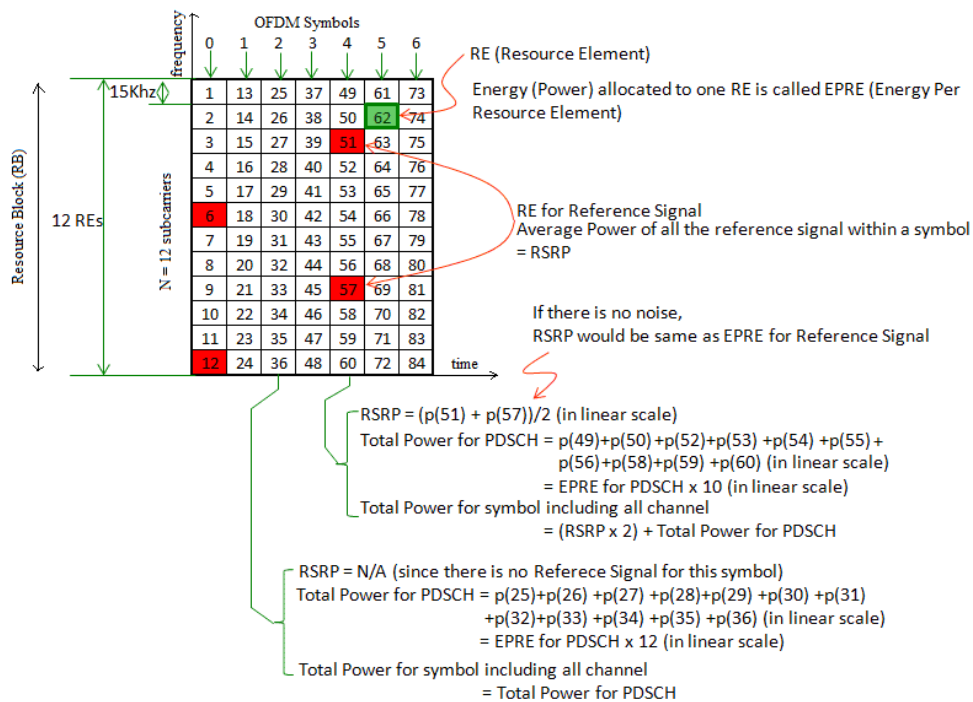 OFDM Symbols
frequency
0 1 2 3 4 5 6
RE (Resource Element)
Energy (Power) allocated to one RE is called EPRE (Energy Per
Resource Element)
15Khz
Resource Block (RB)
12 REs
N = 12 subcarriers
1 13 25 37 49 61 73
2 14 26 38 50 62 74
3 15 27 39 51 63 75
4 16 28 40 52 64 76
5 17 29 41 53 65 77
6 18 30 42 54 66 78
7 19 31 43 55 67 79
8 20 32 44 56 68 80
9 21 33 45 57 69 81
10 22 34 46 58 70 82
11 23 35 47 59 71 83
12 24 36 48 60 72 84
time
RE for Reference Signal
Average Power of all the reference signal within a symbol
= RSRP
If there is no noise,
RSRP would be same as EPRE for Reference Signal
RSRP = (p(51) + p(57))/2 (in linear scale)
Total Power for PDSCH = p(49)+p(50) +p(52)+p(53) +p(54) +p(55) +
p(56)+p(58)+p(59) +p(60) (in linear scale)
= EPRE for PDSCH x 10 (in linear scale)
Total Power for symbol including all channel
= (RSRP x 2) + Total Power for PDSCH
RSRP = N/A (since there is no Referece Signal for this symbol)
Total Power for PDSCH = p(25)+p(26) +p(27) +p(28)+p(29) +p(30) +p(31)
+p(32)+p(33) +p(34) +p(35) +p(36) (in linear scale)
= EPRE for PDSCH x 12 (in linear scale)
Total Power for symbol including all channel
= Total Power for PDSCH